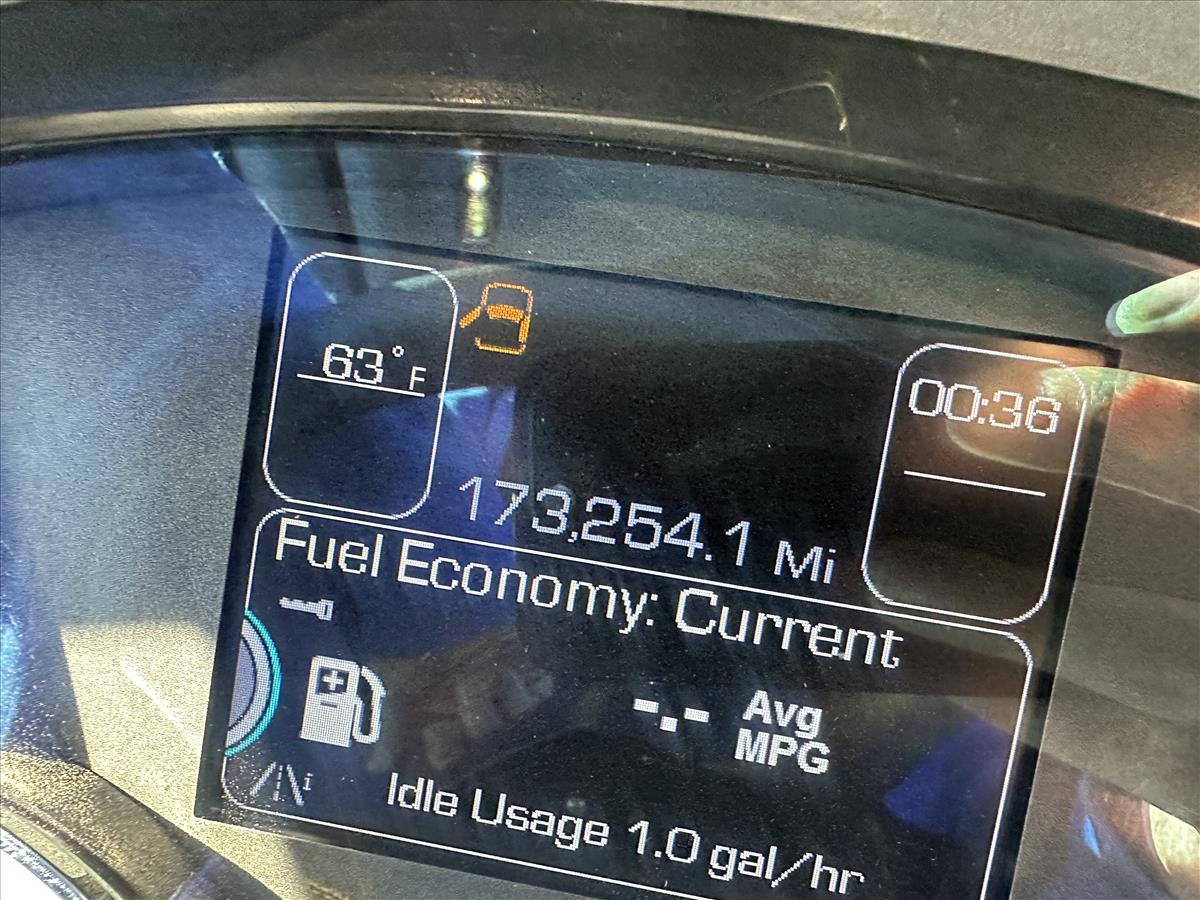 63°F
00:36
173,254.1 Mi
Fuel Economy: Current
-.- Avg
MPG
i
Idle Usage 1.0 gal/hr